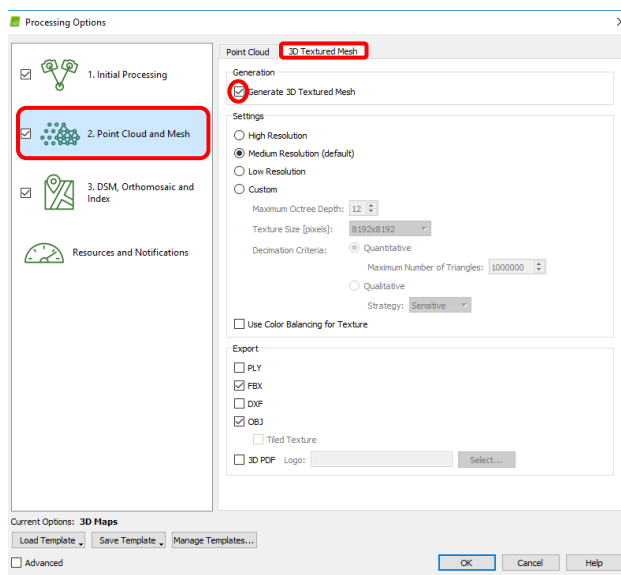 Processing Options
1. Initial Processing
2. Point Cloud and Mesh
3. DSM, Orthomosaic and
Index
Resources and Notifications
Point Cloud
3D Textured Mesh
Generation
Generate 3D Textured Mesh
Settings
High Resolution
Medium Resolution (default)
Low Resolution
Custom
Maximum Octree Depth: 12
Texture Size [pixels]: 8192x8192
Decimation Criteria: Quantitative
Maximum Number of Triangles: 1000000
Qualitative
Strategy: Sensitive
Use Color Balancing for Texture
Export
PLY
FBX
DXF
OBJ
Tiled Texture
3D PDF Logo: Select...
Current Options: 3D Maps
Load Template Save Template Manage Templates...
Advanced
OK Cancel Help